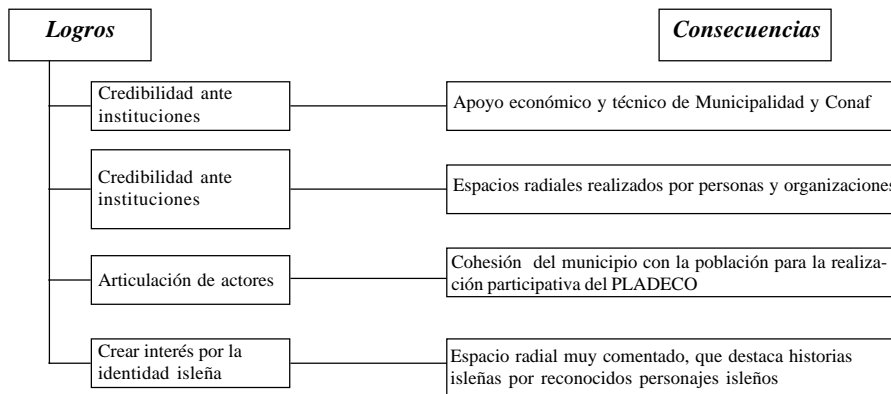 Logros
Consecuencias
Credibilidad ante
instituciones
Apoyo económico y técnico de Municipalidad y Conaf
Credibilidad ante
instituciones
Espacios radiales realizados por personas y organizaciones
Articulación de actores
Cohesión del municipio con la población para la realiza-
ción participativa del PLADECO
Crear interés por la
identidad isleña
Espacio radial muy comentado, que destaca historias
isleñas por reconocidos personajes isleños